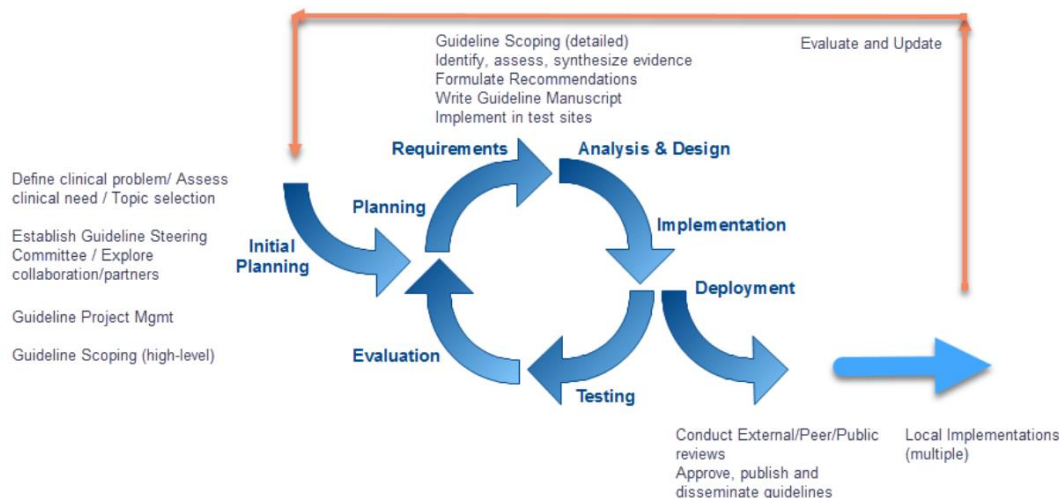 Guideline Scoping (detailed)
Identify, assess, synthesize evidence
Formulate Recommendations
Write Guideline Manuscript
Implement in test sites
Evaluate and Update
Requirements
Analysis & Design
Define clinical problem/ Assess
clinical need / Topic selection
Establish Guideline Steering
Committee / Explore
collaboration/partners
Guideline Project Mgmt
Guideline Scoping (high-level)
Planning
Initial
Planning
Implementation
Deployment
Evaluation
Testing
Conduct External/Peer/Public
reviews
Approve, publish and
disseminate guidelines
Local Implementations
(multiple)